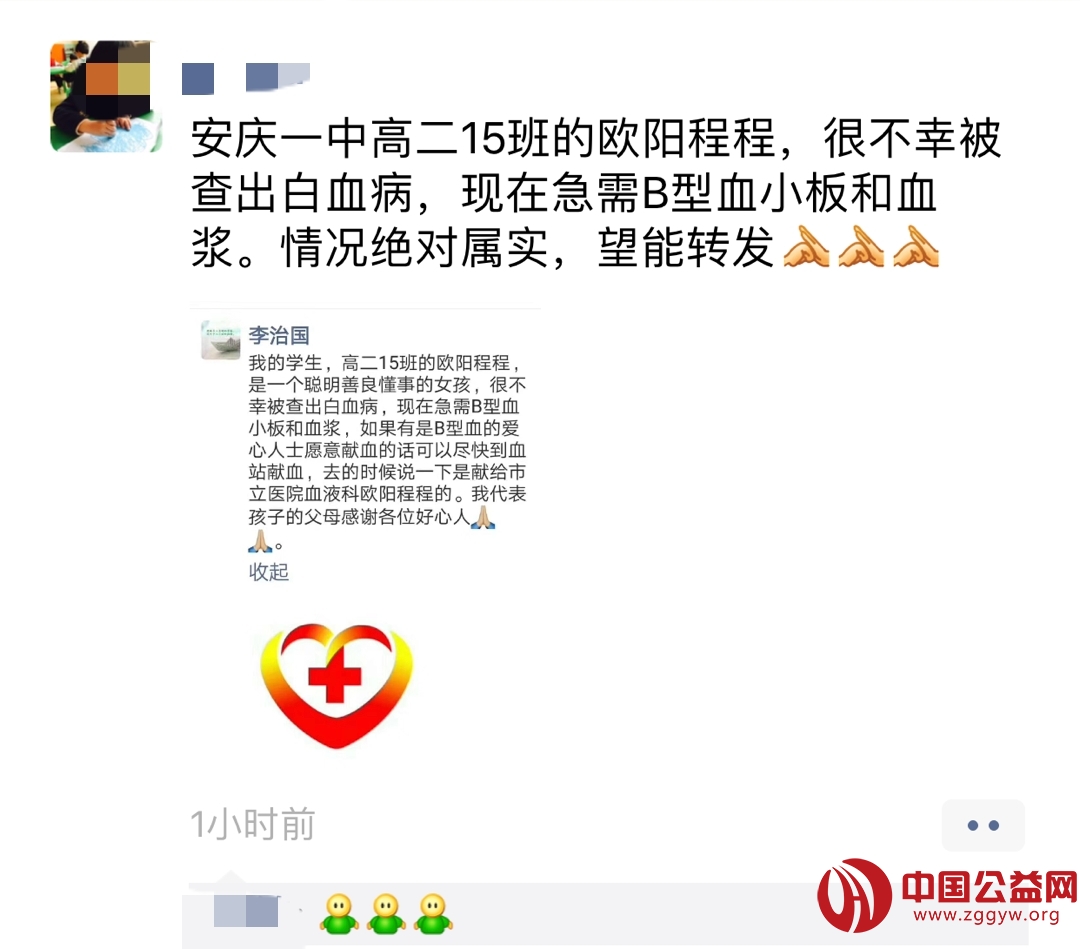 安庆一中高二15班的欧阳程程，很不幸被
查出白血病，现在急需B型血小板和血
浆。情况绝对属实，望能转发
李治国
我的学生，高二15班的欧阳程程，
是一个聪明善良懂事的女孩，很不
幸被查出白血病，现在急需B型血
小板和血浆，如果有是B型血的爱
心人士愿意献血的话可以尽快到血
站献血，去的时候说一下是献给市
立医院血液科欧阳程程的。我代表
孩子的父母感谢各位好心人🙏
🙏。
收起
1小时前
中国公益网
www.zggyw.org